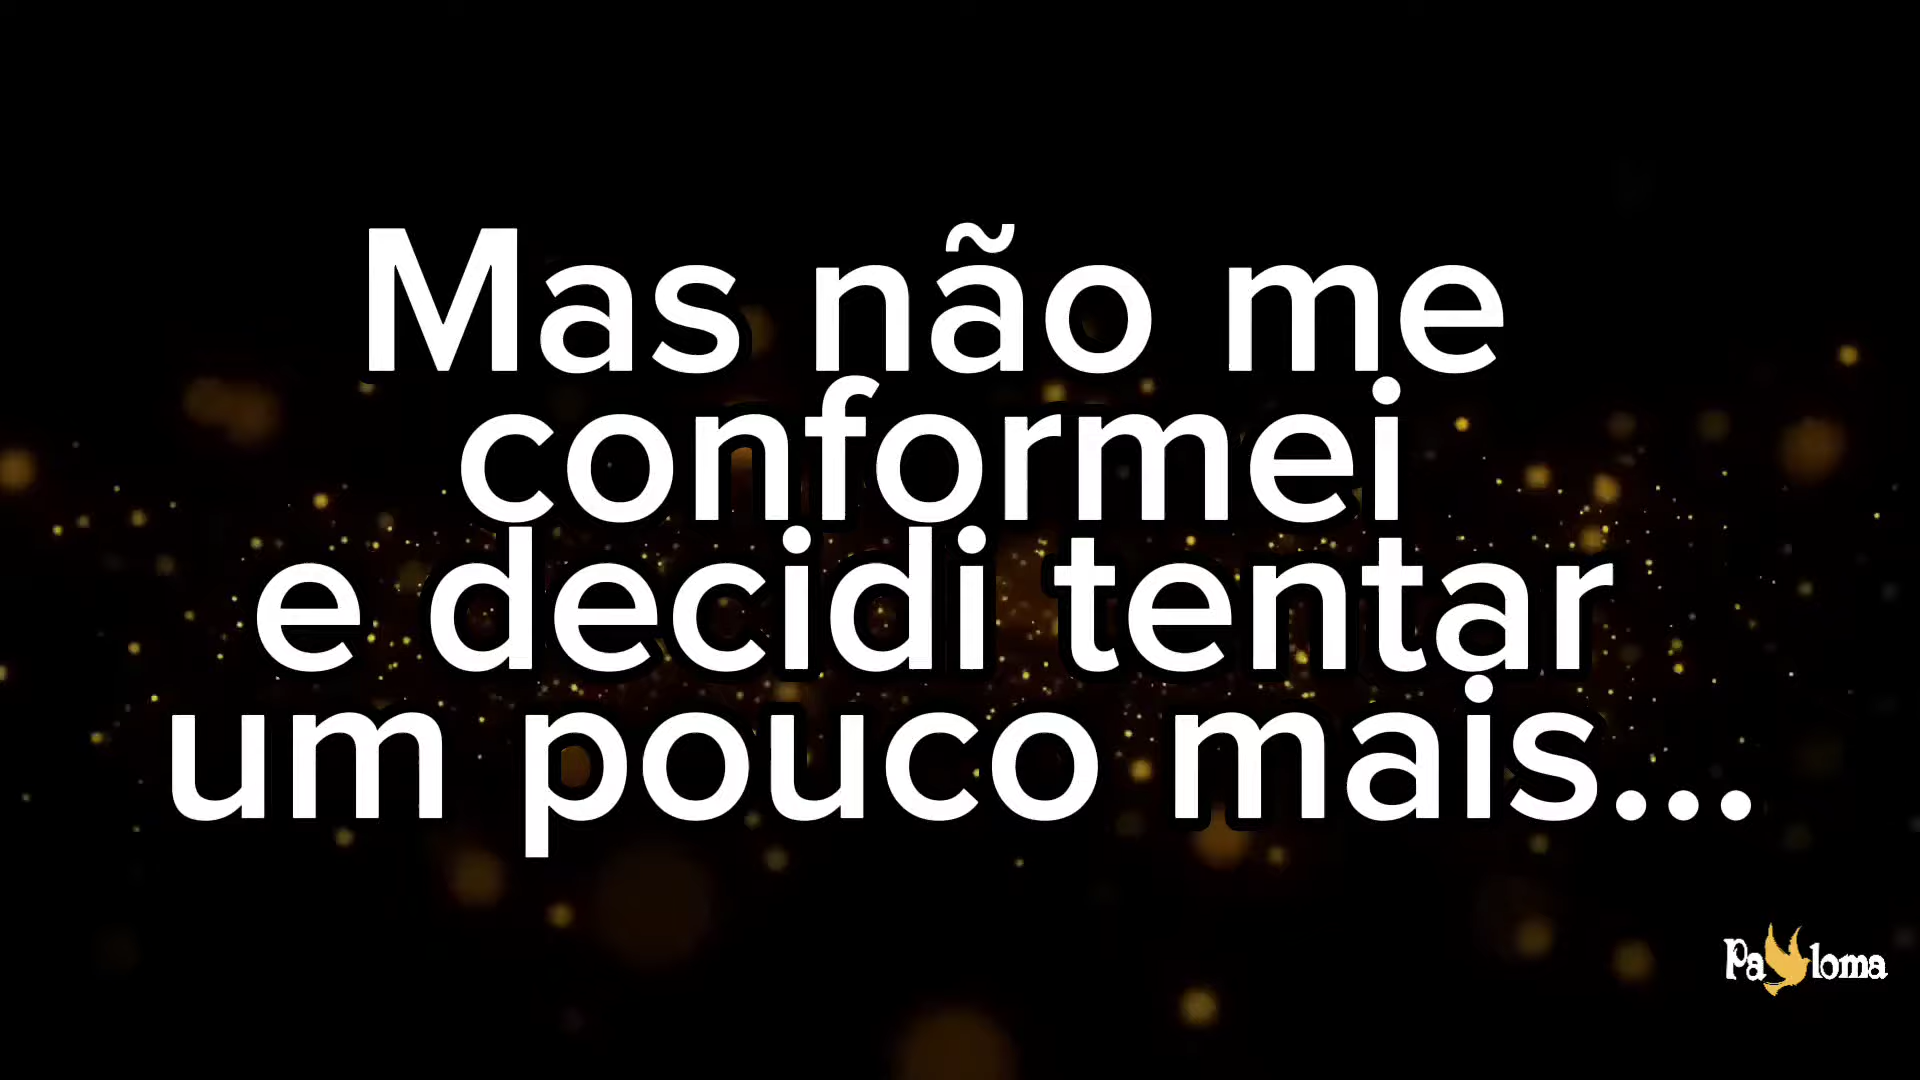 Mas não me
conformei
e decidi tentar
um pouco mais...
Paloma